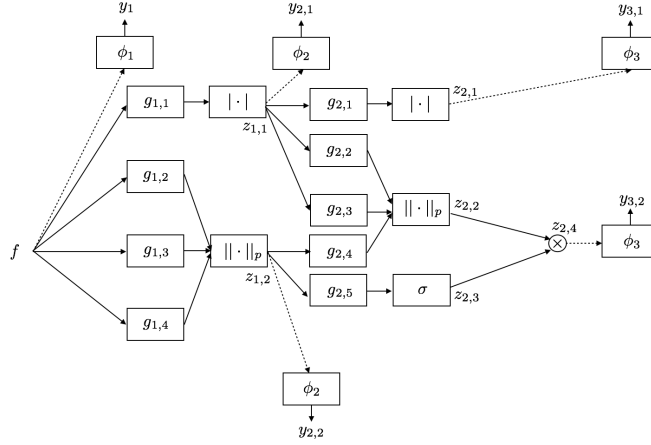 y_1 y_{2,1} y_{3,1}
ϕ_1 ϕ_2 ϕ_3
g_{1,1} | · | g_{2,1} | · | z_{2,1}
z_{1,1}
g_{2,2}
g_{1,2}
g_{2,3} || · ||_p z_{2,2} y_{3,2}
f g_{1,3} || · ||_p g_{2,4} z_{2,4} ϕ_3
z_{1,2} g_{2,5} σ z_{2,3}
g_{1,4}
ϕ_2
y_{2,2}